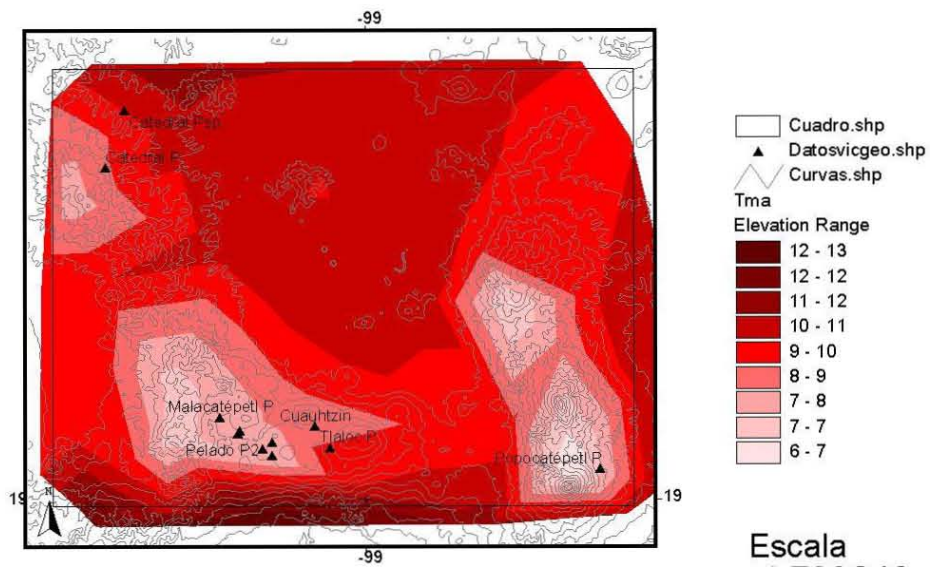 -99
Catedral Psp
Catedral P
Malacatépetl P
Cuauhtzin
Tlaloc P
Pelado P2
Popocatépetl P
19
19
N
-99
Cuadro.shp
Datosvicgeo.shp
Curvas.shp
Tma
Elevation Range
12 - 13
12 - 12
11 - 12
10 - 11
9 - 10
8 - 9
7 - 8
7 - 7
6 - 7
Escala